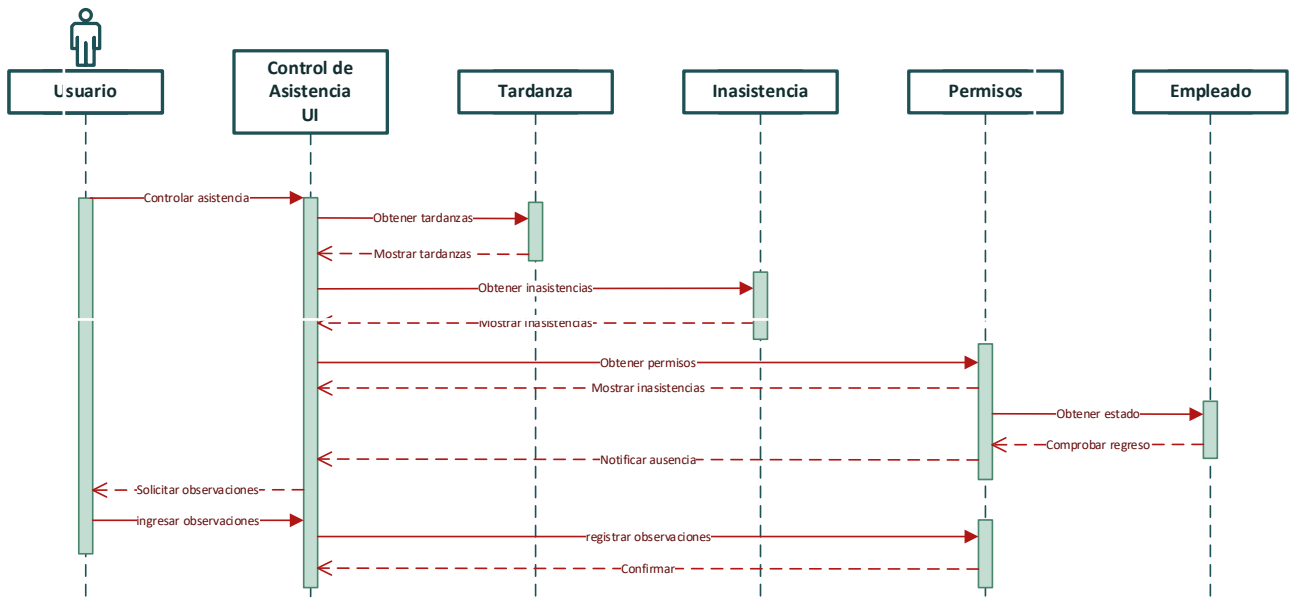 Usuario
Control de
Asistencia
UI
Tardanza
Inasistencia
Permisos
Empleado
Controlar asistencia
Obtener tardanzas
Mostrar tardanzas
Obtener inasistencias
Mostrar inasistencias
Obtener permisos
Mostrar inasistencias
Obtener estado
Comprobar regreso
Notificar ausencia
Solicitar observaciones
ingresar observaciones
registrar observaciones
Confirmar